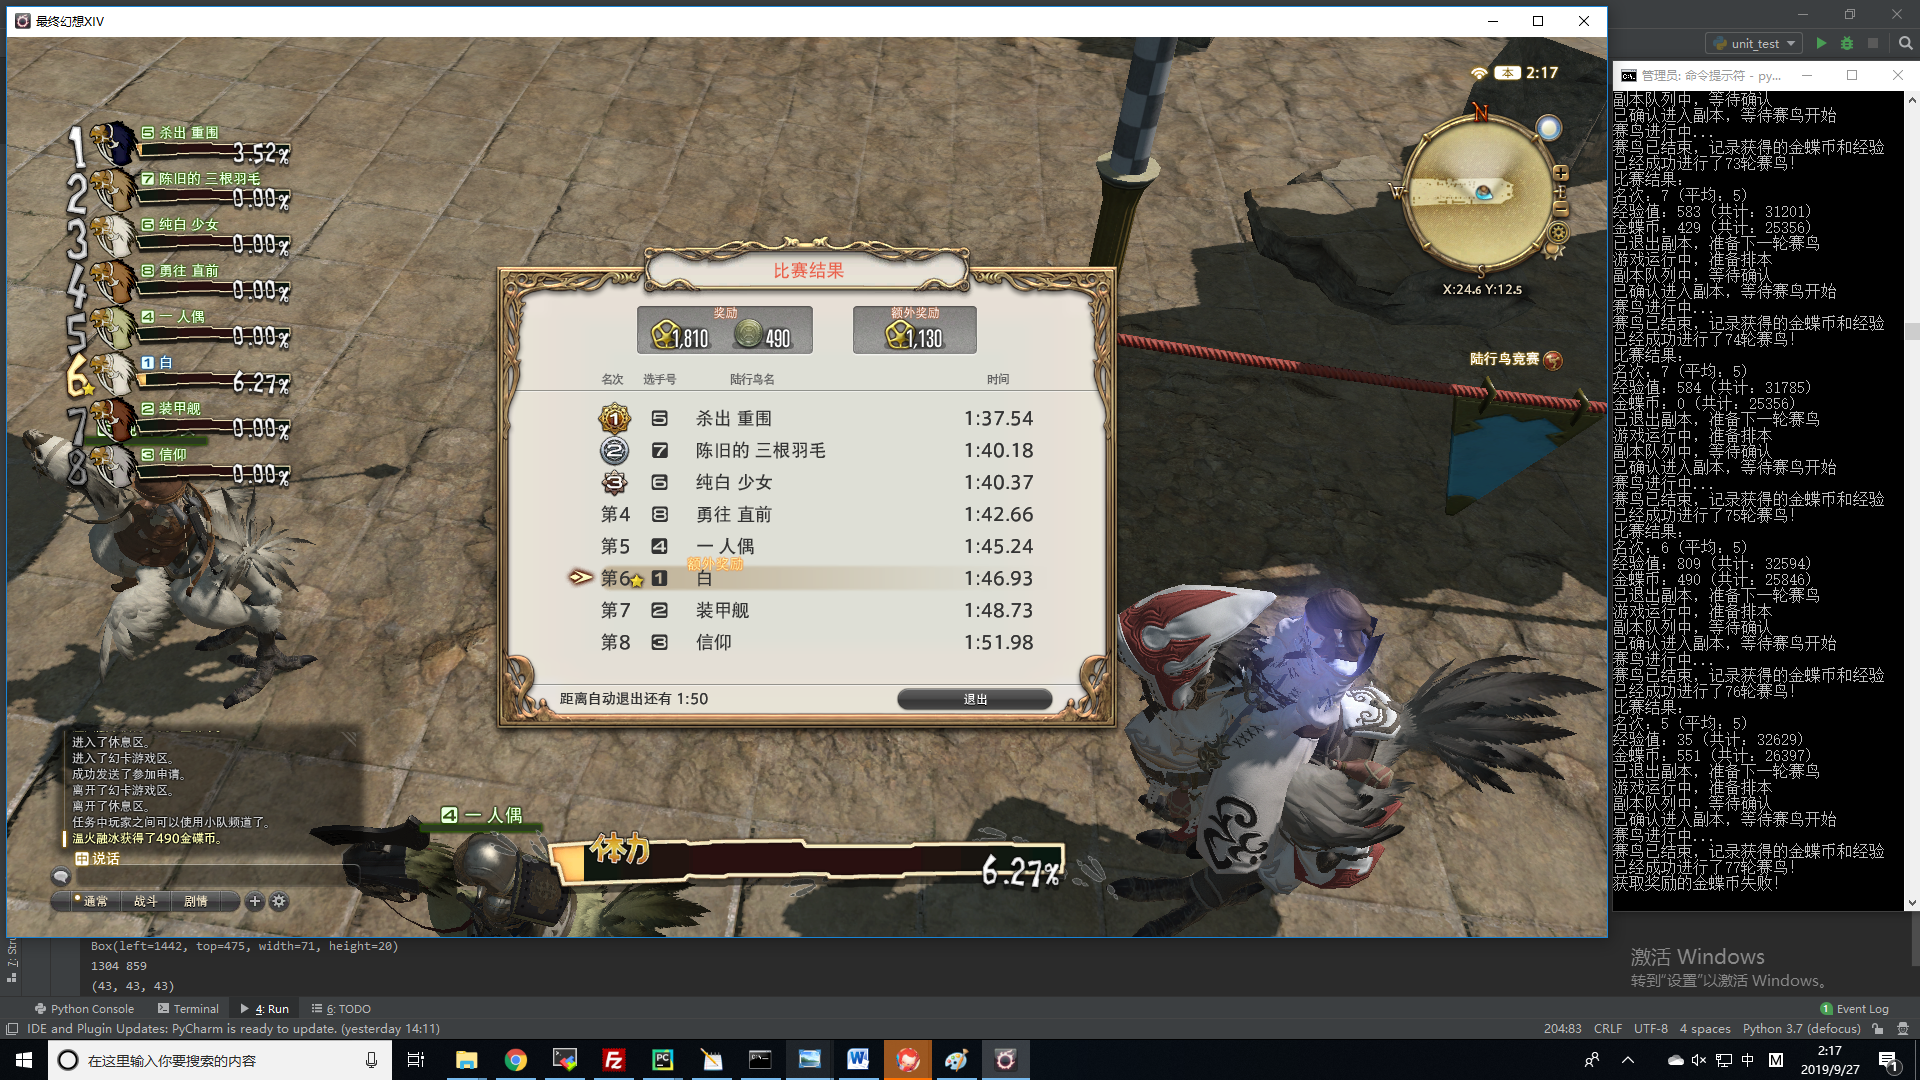 最终幻想XIV
unit_test
管理员: 命令提示符 - py...
本 2:17
N
W
E
S
X:24.6 Y:12.5
陆行鸟竞赛
1 5 杀出 重围
3.52%
2 7 陈旧的 三根羽毛
0.00%
3 6 纯白 少女
0.00%
4 8 勇往 直前
0.00%
5 4 一 人偶
0.00%
6 1 白
6.27%
7 2 装甲舰
0.00%
8 3 信仰
0.00%
比赛结果
奖励
1,810 490
额外奖励
1,130
名次 选手号 陆行鸟名 时间
1 5 杀出 重围 1:37.54
2 7 陈旧的 三根羽毛 1:40.18
3 6 纯白 少女 1:40.37
第4 8 勇往 直前 1:42.66
第5 4 一 人偶 1:45.24
额外奖励
第6 1 白 1:46.93
第7 2 装甲舰 1:48.73
第8 3 信仰 1:51.98
距离自动退出还有 1:50
退出
进入了休息区。
进入了幻卡游戏区。
成功发送了参加申请。
离开了幻卡游戏区。
离开了休息区。
任务中玩家之间可以使用小队频道了。
温火融冰获得了490金碟币。
中 说话
通常 战斗 剧情
4 一 人偶
体力
6.27%
副本队列中, 等待确认
已确认进入副本, 等待赛鸟开始
赛鸟进行中...
赛鸟已结束, 记录获得的金蝶币和经验
已经成功进行了73轮赛鸟!
比赛结果:
名次: 7 (平均: 5)
经验值: 583 (共计: 31201)
金蝶币: 429 (共计: 25356)
已退出副本, 准备下一轮赛鸟
游戏运行中, 准备排本
副本队列中, 等待确认
已确认进入副本, 等待赛鸟开始
赛鸟进行中...
赛鸟已结束, 记录获得的金蝶币和经验
已经成功进行了74轮赛鸟!
比赛结果:
名次: 7 (平均: 5)
经验值: 584 (共计: 31785)
金蝶币: 0 (共计: 25356)
已退出副本, 准备下一轮赛鸟
游戏运行中, 准备排本
副本队列中, 等待确认
已确认进入副本, 等待赛鸟开始
赛鸟进行中...
赛鸟已结束, 记录获得的金蝶币和经验
已经成功进行了75轮赛鸟!
比赛结果:
名次: 6 (平均: 5)
经验值: 809 (共计: 32594)
金蝶币: 490 (共计: 25846)
已退出副本, 准备下一轮赛鸟
游戏运行中, 准备排本
副本队列中, 等待确认
已确认进入副本, 等待赛鸟开始
赛鸟进行中...
赛鸟已结束, 记录获得的金蝶币和经验
已经成功进行了76轮赛鸟!
比赛结果:
名次: 5 (平均: 5)
经验值: 35 (共计: 32629)
金蝶币: 551 (共计: 26397)
已退出副本, 准备下一轮赛鸟
游戏运行中, 准备排本
副本队列中, 等待确认
已确认进入副本, 等待赛鸟开始
赛鸟进行中...
赛鸟已结束, 记录获得的金蝶币和经验
已经成功进行了77轮赛鸟!
获取奖励的金蝶币失败!
Box(left=1442, top=475, width=71, height=20)
1304 859
(43, 43, 43)
激活 Windows
转到“设置”以激活 Windows。
Python Console Terminal 4: Run 6: TODO 1 Event Log
IDE and Plugin Updates: PyCharm is ready to update. (yesterday 14:11) 204:83 CRLF UTF-8 4 spaces Python 3.7 (defocus)
在这里输入你要搜索的内容
PC
中 M
2:17
2019/9/27
1